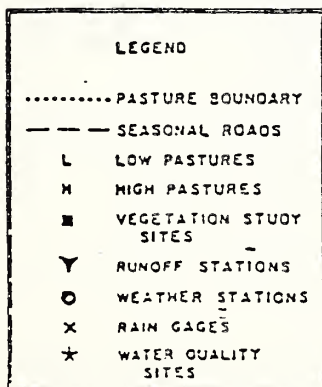 LEGEND
PASTURE BOUNDARY
SEASONAL ROADS
L LOW PASTURES
H HIGH PASTURES
VEGETATION STUDY
SITES
RUNOFF STATIONS
WEATHER STATIONS
X RAIN GAGES
WATER QUALITY
SITES